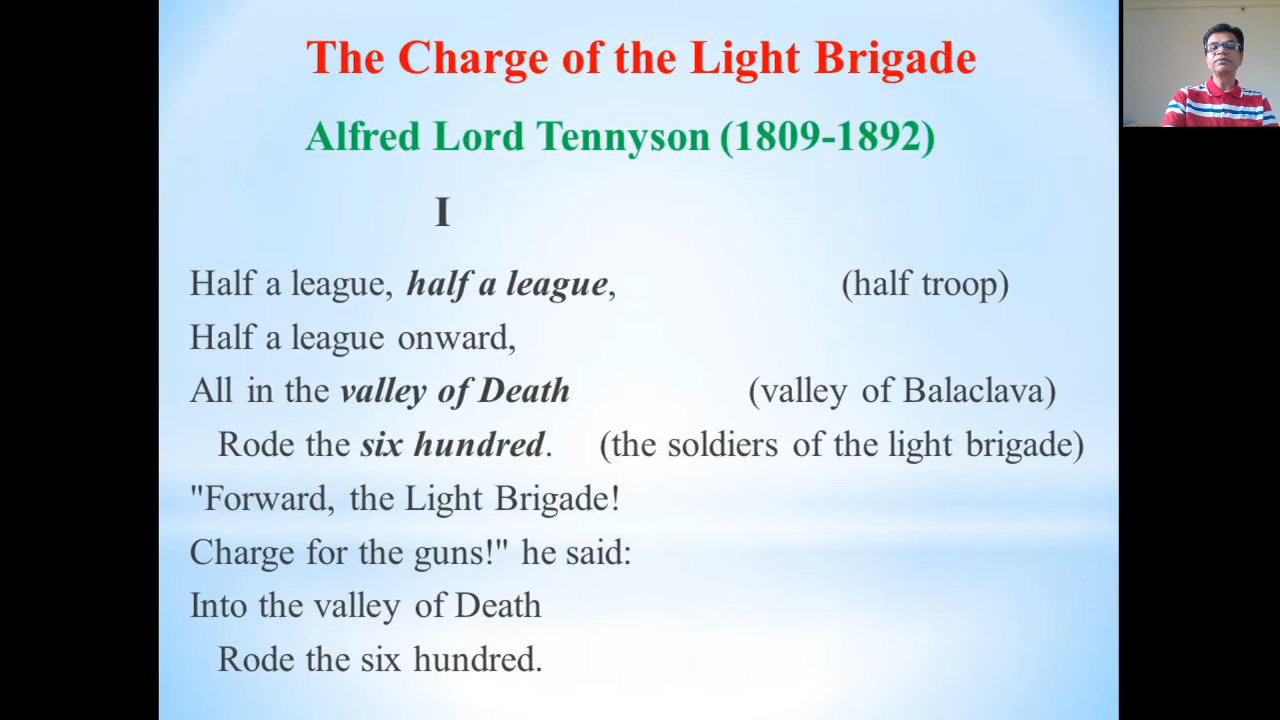 The Charge of the Light Brigade
Alfred Lord Tennyson (1809-1892)
I
Half a league, half a league, (half troop)
Half a league onward,
All in the valley of Death (valley of Balaclava)
Rode the six hundred. (the soldiers of the light brigade)
"Forward, the Light Brigade!
Charge for the guns!" he said:
Into the valley of Death
Rode the six hundred.